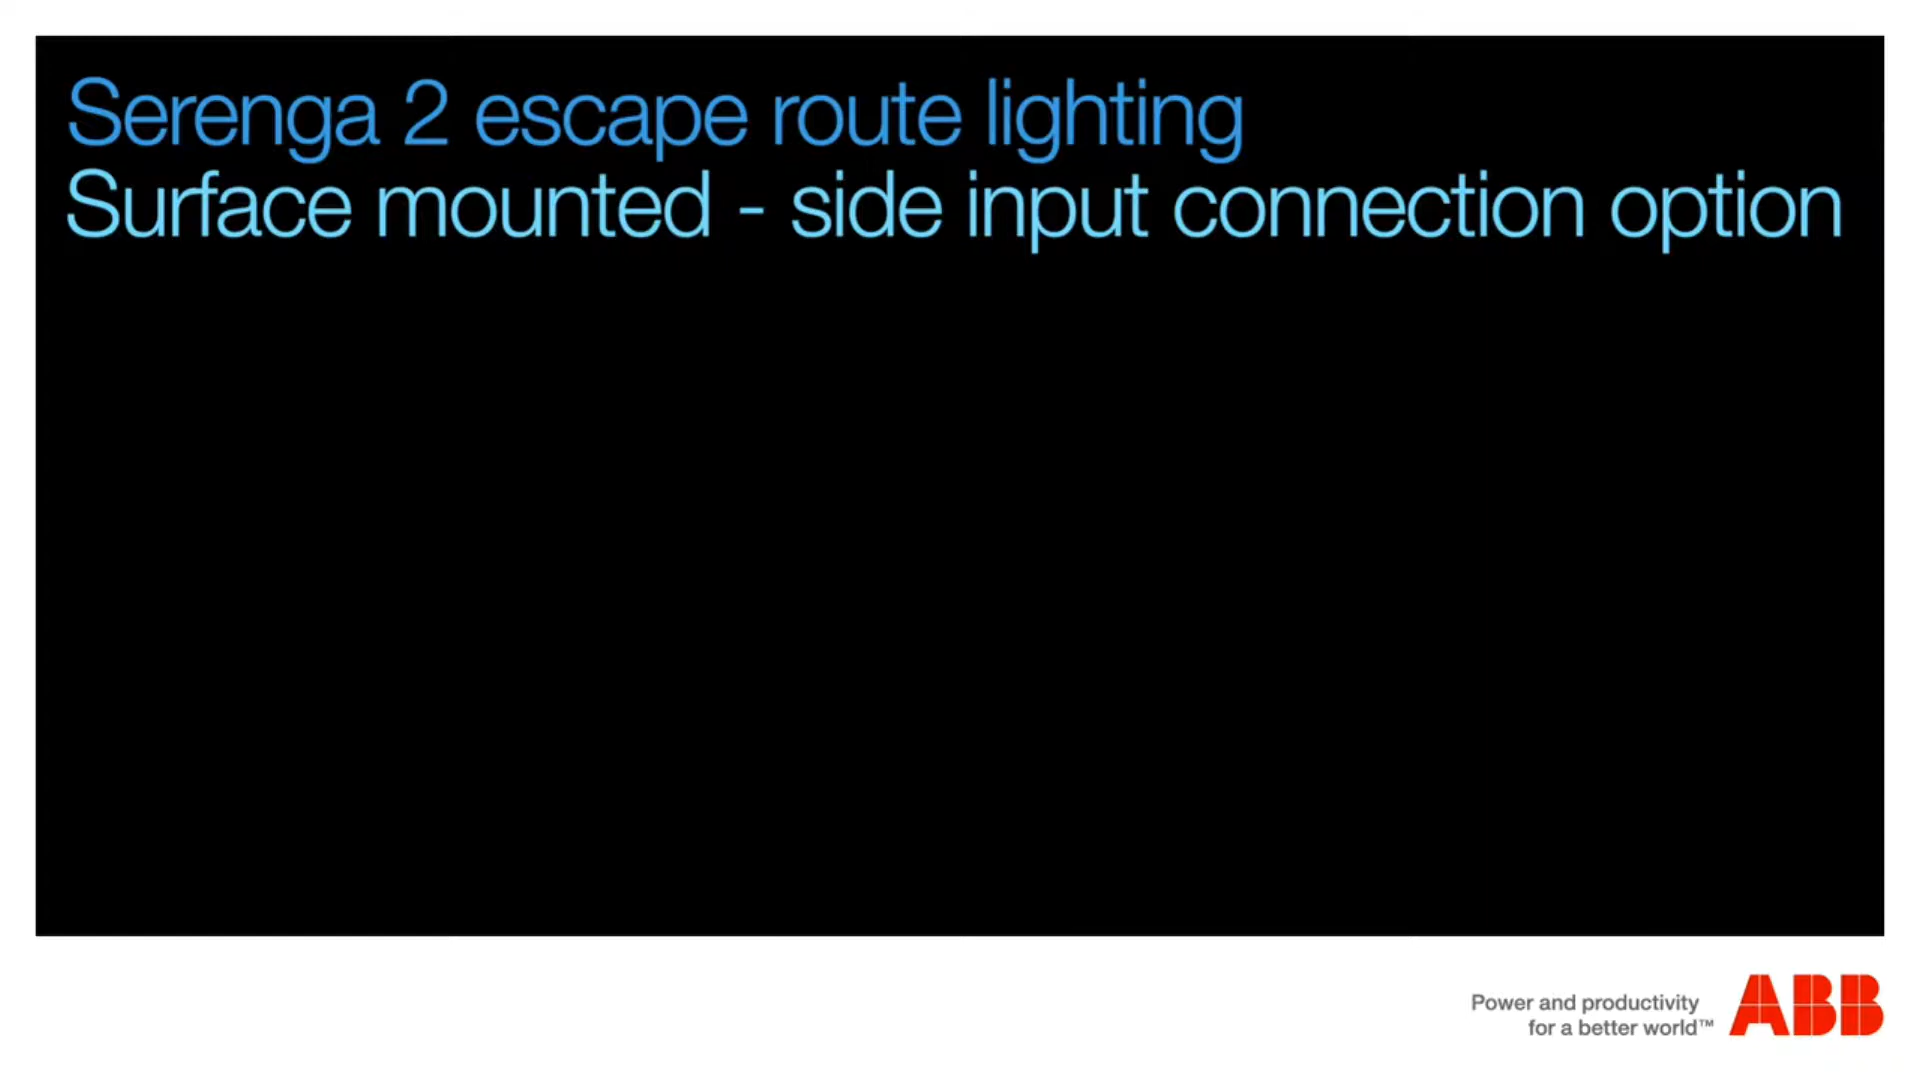 Serenga 2 escape route lighting
Surface mounted - side input connection option
Power and productivity
for a better world™
ABB